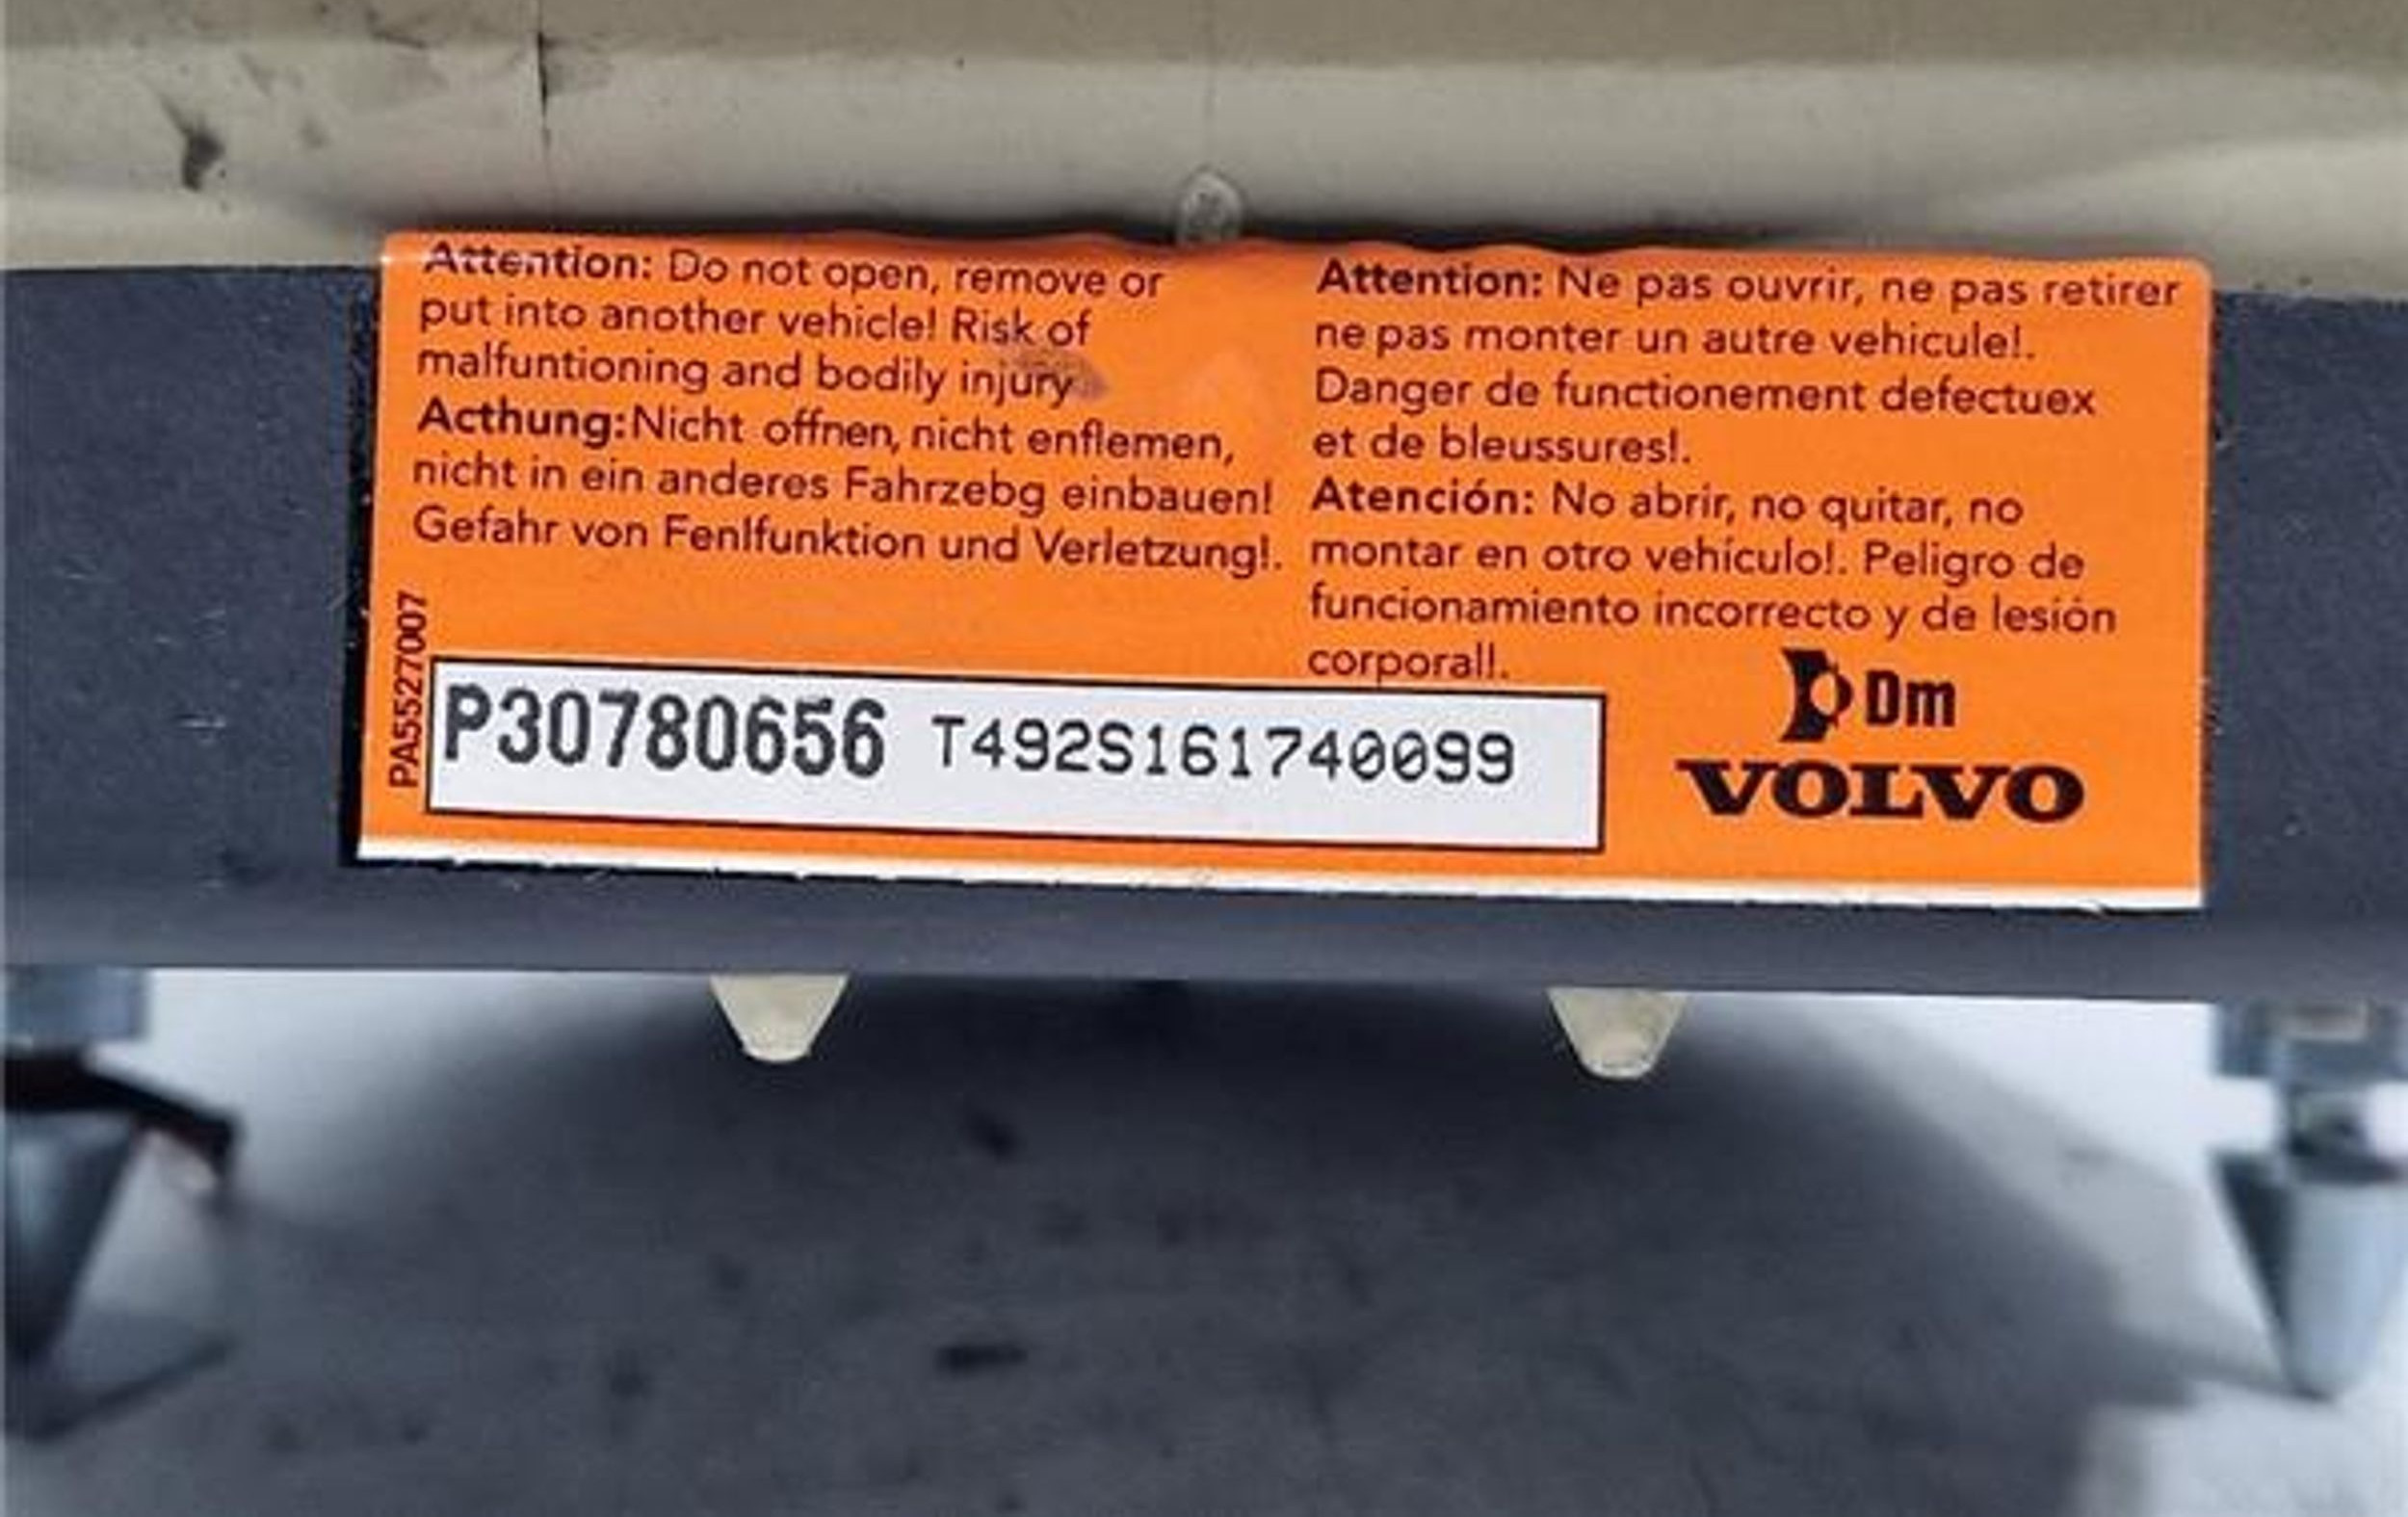 Attention: Do not open, remove or
put into another vehicle! Risk of
malfuntioning and bodily injury
Acthung:Nicht offnen, nicht enflemen,
nicht in ein anderes Fahrzebg einbauen!
Gefahr von Fenlfunktion und Verletzung!.
Attention: Ne pas ouvrir, ne pas retirer
ne pas monter un autre vehicule!.
Danger de functionement defectuex
et de bleussures!.
Atención: No abrir, no quitar, no
montar en otro vehículo!. Peligro de
funcionamiento incorrecto y de lesión
corporal!.
PA5527007
P30780656 T492S161740099
Dm
VOLVO